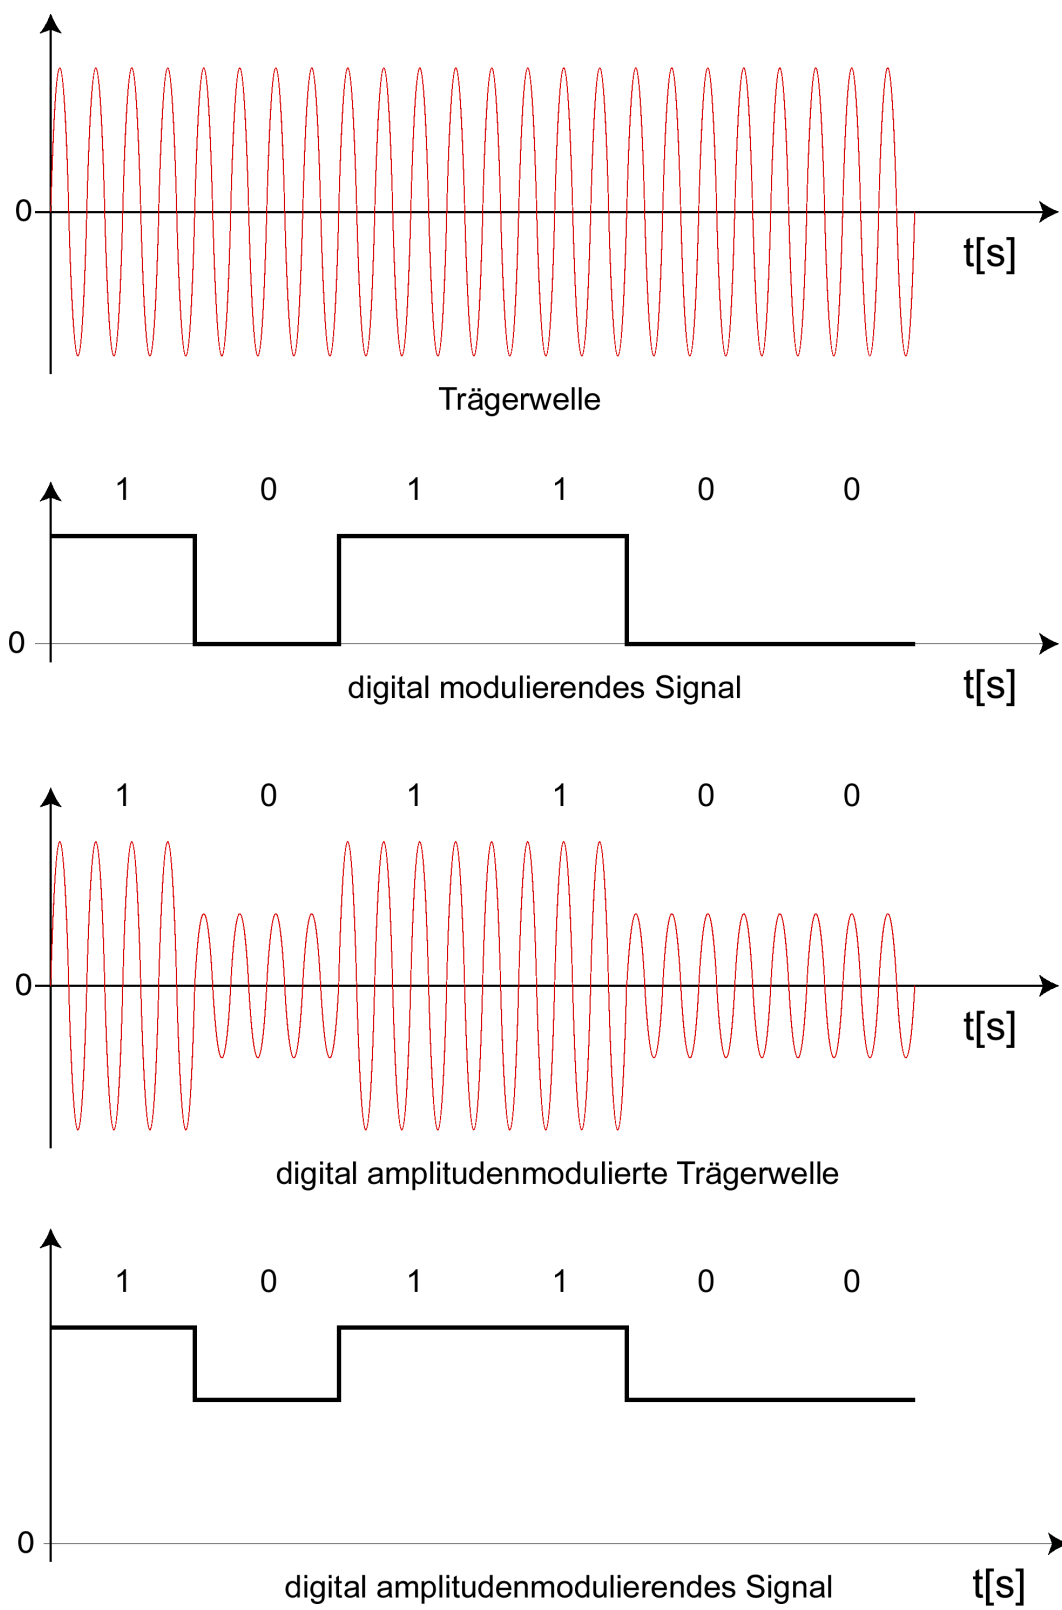 0
t[s]
Trägerwelle
1 0 1 1 0 0
0
digital modulierendes Signal
t[s]
1 0 1 1 0 0
0
t[s]
digital amplitudenmodulierte Trägerwelle
1 0 1 1 0 0
0
digital amplitudenmodulierendes Signal
t[s]